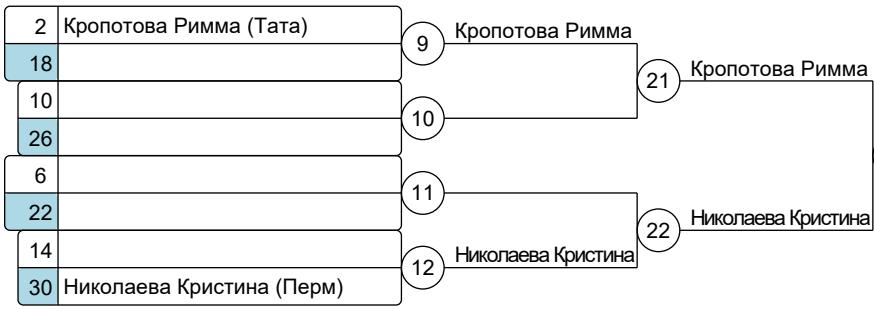 2 Кропотова Римма (Тата)
9 Кропотова Римма
18
21 Кропотова Римма
10
10
26
6
11
22
22 Николаева Кристина
14
12 Николаева Кристина
30 Николаева Кристина (Перм)